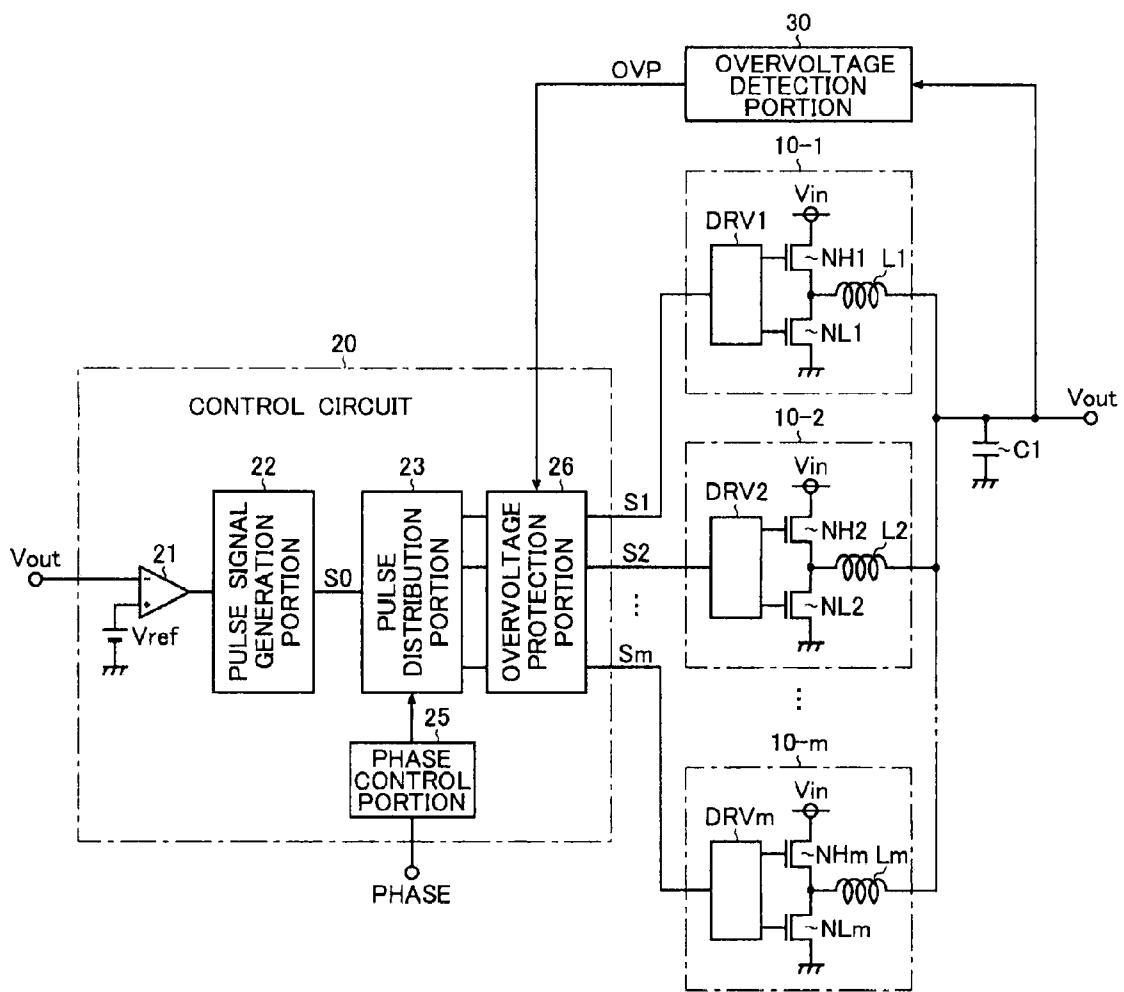 30
OVP
OVERVOLTAGE
DETECTION
PORTION
10-1
Vin
DRV1
NH1
L1
NL1
20
CONTROL CIRCUIT
Vout
10-2
C1
22
23
26
Vin
DRV2
S1
NH2
L2
Vout
21
PULSE SIGNAL
GENERATION
PORTION
S0
PULSE
DISTRIBUTION
PORTION
OVERVOLTAGE
PROTECTION
PORTION
S2
NL2
Vref
Sm
25
PHASE
CONTROL
PORTION
10-m
Vin
DRVm
NHm
Lm
PHASE
NLm